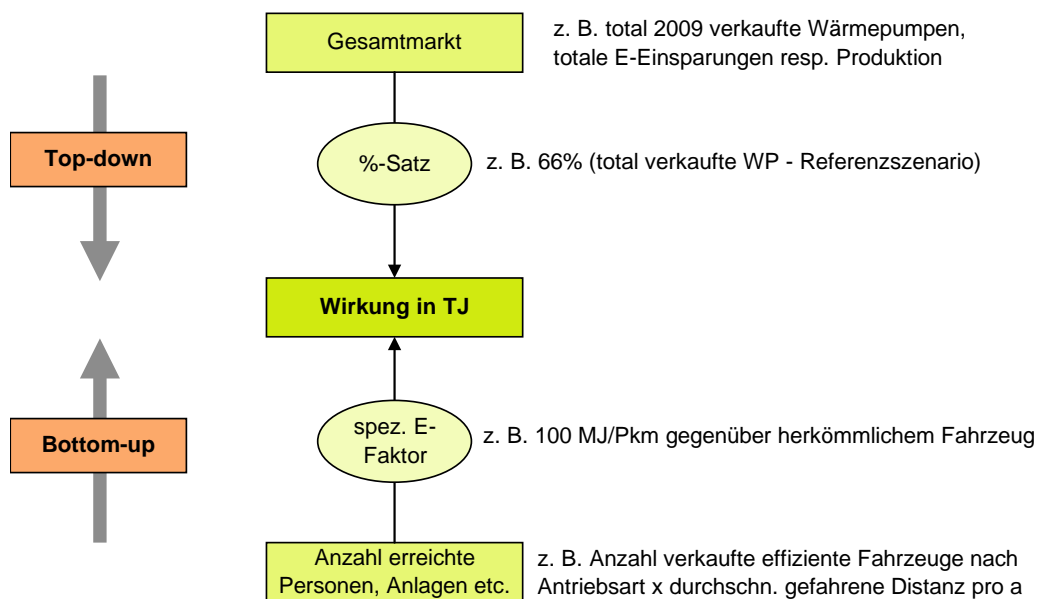 Gesamtmarkt
z. B. total 2009 verkaufte Wärmepumpen,
totale E-Einsparungen resp. Produktion
Top-down
%-Satz
z. B. 66% (total verkaufte WP - Referenzszenario)
Wirkung in TJ
Bottom-up
spez. E-
Faktor
z. B. 100 MJ/Pkm gegenüber herkömmlichem Fahrzeug
Anzahl erreichte
Personen, Anlagen etc.
z. B. Anzahl verkaufte effiziente Fahrzeuge nach
Antriebsart x durchschn. gefahrene Distanz pro a